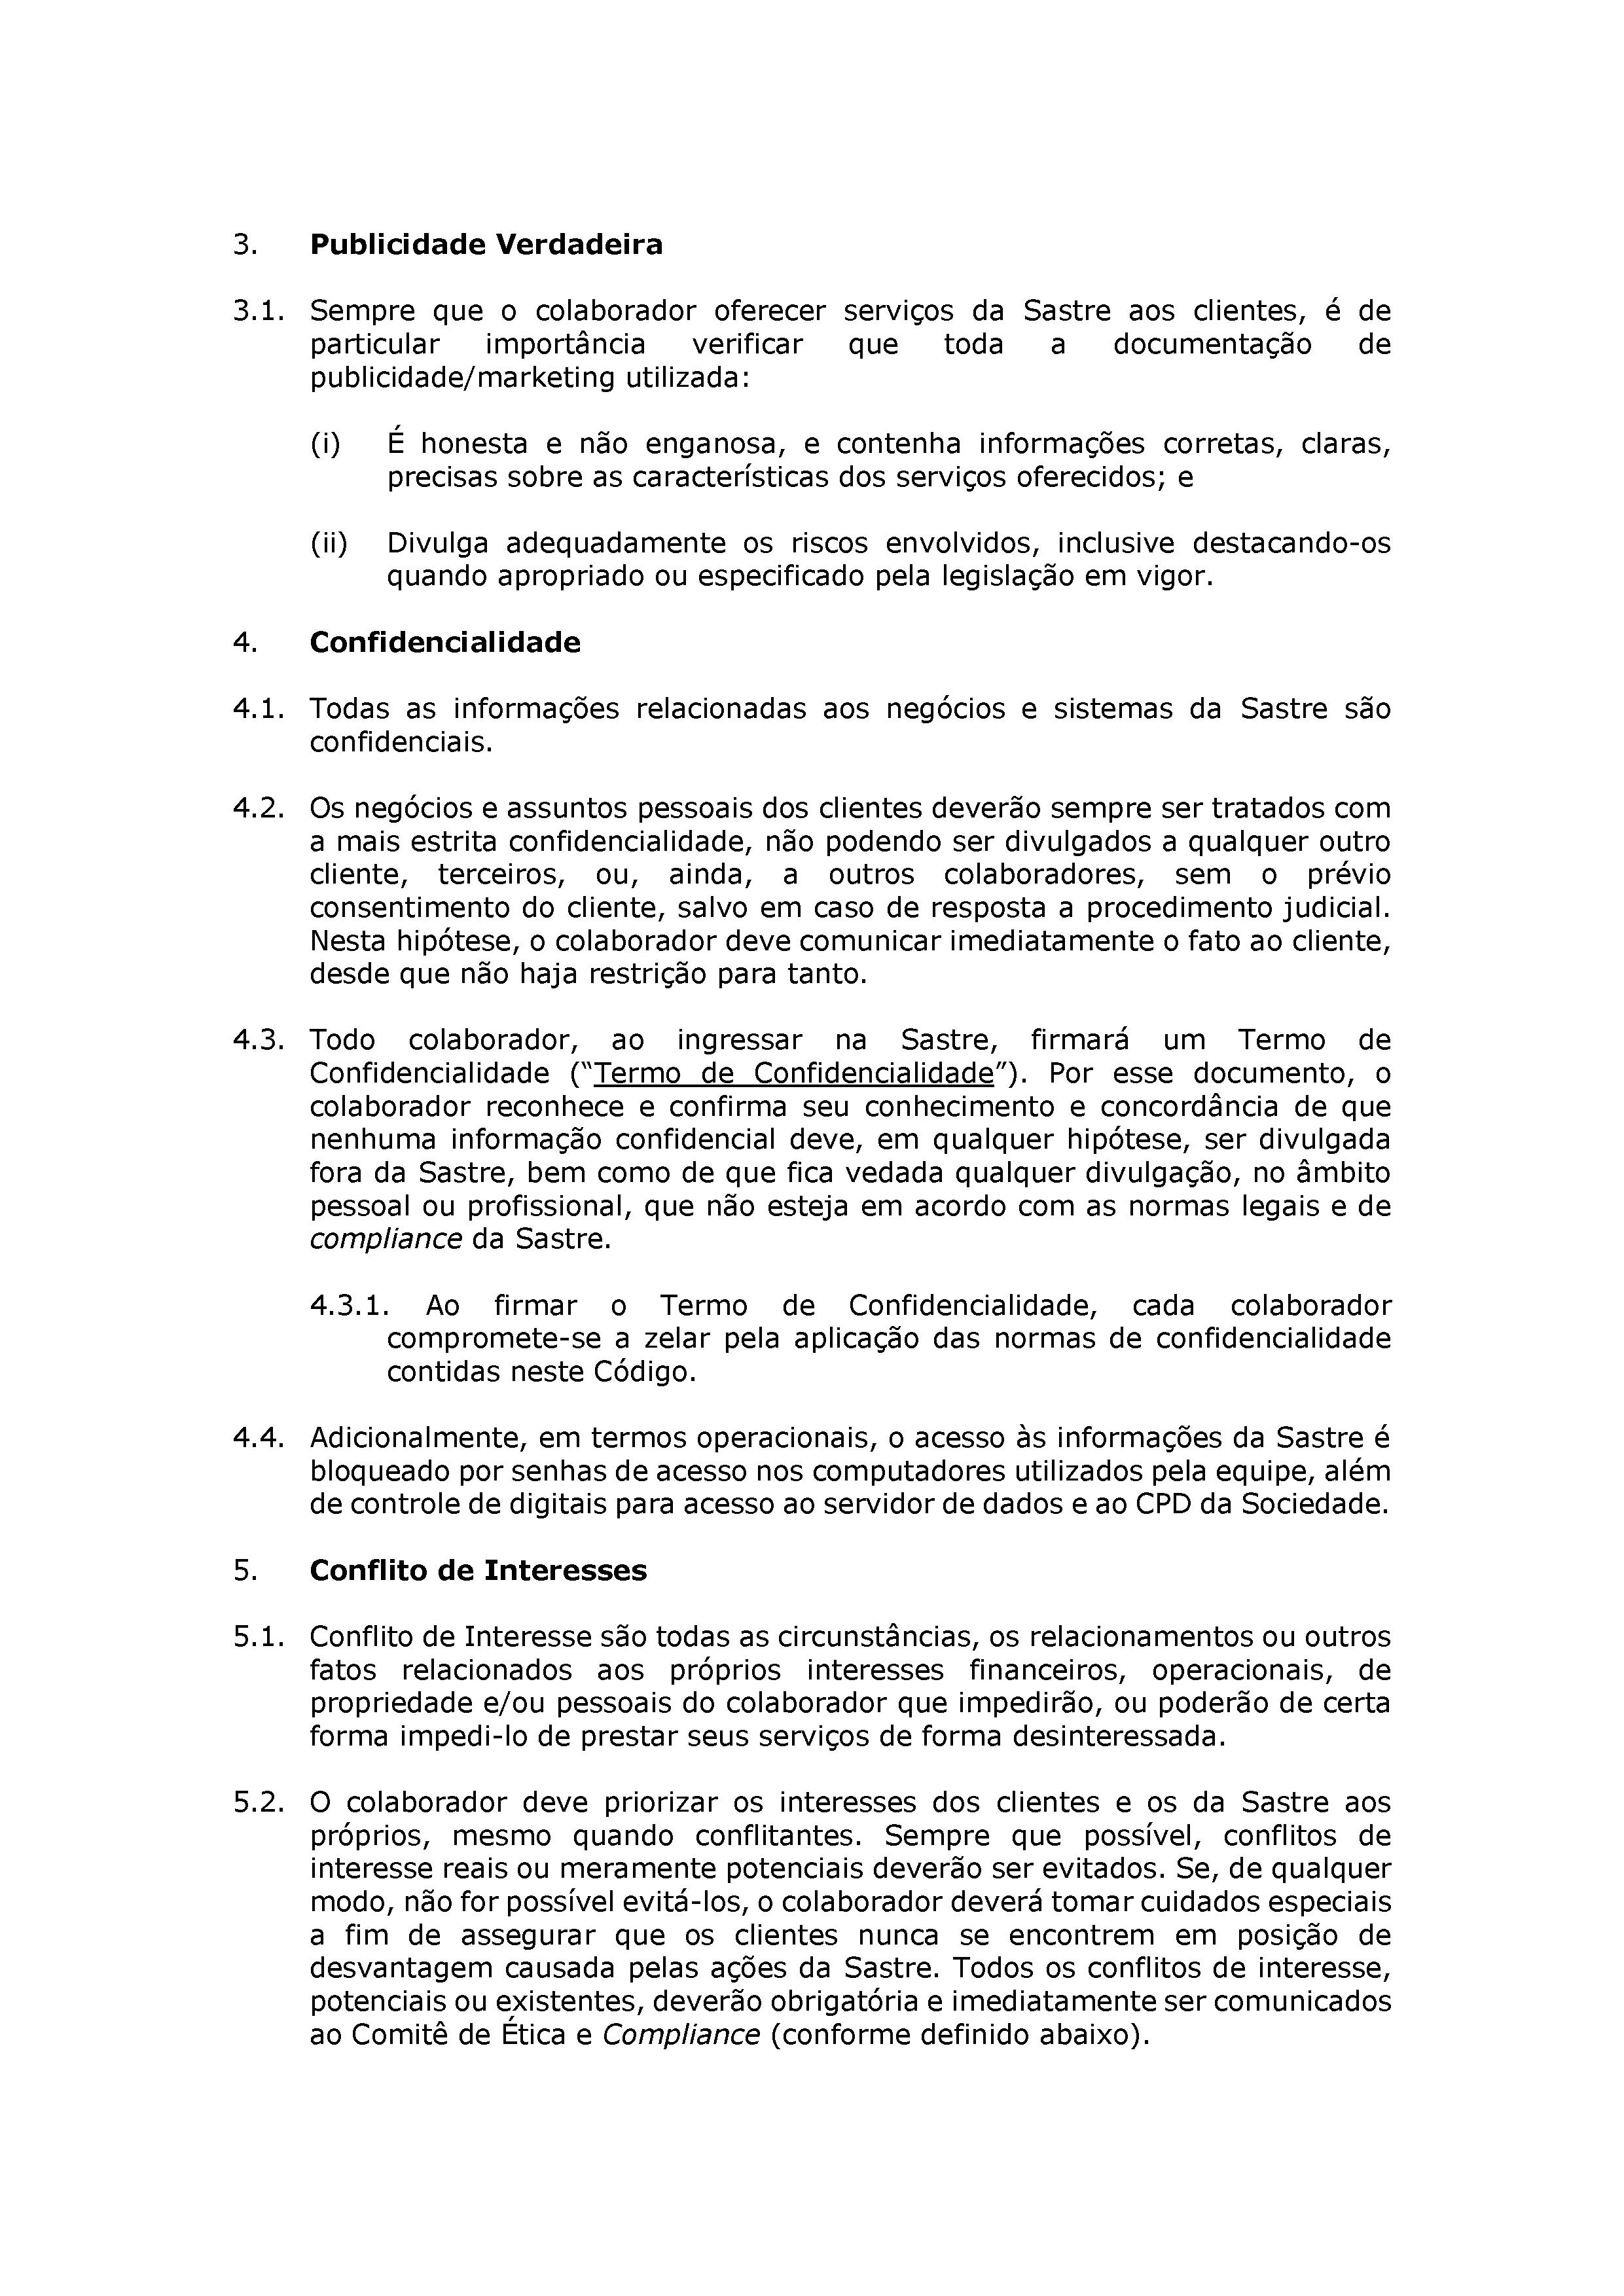 3. Publicidade Verdadeira
3.1. Sempre que o colaborador oferecer serviços da Sastre aos clientes, é de
particular importância verificar que toda a documentação de
publicidade/marketing utilizada:
(i) É honesta e não enganosa, e contenha informações corretas, claras,
precisas sobre as características dos serviços oferecidos; e
(ii) Divulga adequadamente os riscos envolvidos, inclusive destacando-os
quando apropriado ou especificado pela legislação em vigor.
4. Confidencialidade
4.1. Todas as informações relacionadas aos negócios e sistemas da Sastre são
confidenciais.
4.2. Os negócios e assuntos pessoais dos clientes deverão sempre ser tratados com
a mais estrita confidencialidade, não podendo ser divulgados a qualquer outro
cliente, terceiros, ou, ainda, a outros colaboradores, sem o prévio
consentimento do cliente, salvo em caso de resposta a procedimento judicial.
Nesta hipótese, o colaborador deve comunicar imediatamente o fato ao cliente,
desde que não haja restrição para tanto.
4.3. Todo colaborador, ao ingressar na Sastre, firmará um Termo de
Confidencialidade (“Termo de Confidencialidade”). Por esse documento, o
colaborador reconhece e confirma seu conhecimento e concordância de que
nenhuma informação confidencial deve, em qualquer hipótese, ser divulgada
fora da Sastre, bem como de que fica vedada qualquer divulgação, no âmbito
pessoal ou profissional, que não esteja em acordo com as normas legais e de
compliance da Sastre.
4.3.1. Ao firmar o Termo de Confidencialidade, cada colaborador
compromete-se a zelar pela aplicação das normas de confidencialidade
contidas neste Código.
4.4. Adicionalmente, em termos operacionais, o acesso às informações da Sastre é
bloqueado por senhas de acesso nos computadores utilizados pela equipe, além
de controle de digitais para acesso ao servidor de dados e ao CPD da Sociedade.
5. Conflito de Interesses
5.1. Conflito de Interesse são todas as circunstâncias, os relacionamentos ou outros
fatos relacionados aos próprios interesses financeiros, operacionais, de
propriedade e/ou pessoais do colaborador que impedirão, ou poderão de certa
forma impedi-lo de prestar seus serviços de forma desinteressada.
5.2. O colaborador deve priorizar os interesses dos clientes e os da Sastre aos
próprios, mesmo quando conflitantes. Sempre que possível, conflitos de
interesse reais ou meramente potenciais deverão ser evitados. Se, de qualquer
modo, não for possível evitá-los, o colaborador deverá tomar cuidados especiais
a fim de assegurar que os clientes nunca se encontrem em posição de
desvantagem causada pelas ações da Sastre. Todos os conflitos de interesse,
potenciais ou existentes, deverão obrigatória e imediatamente ser comunicados
ao Comitê de Ética e Compliance (conforme definido abaixo).